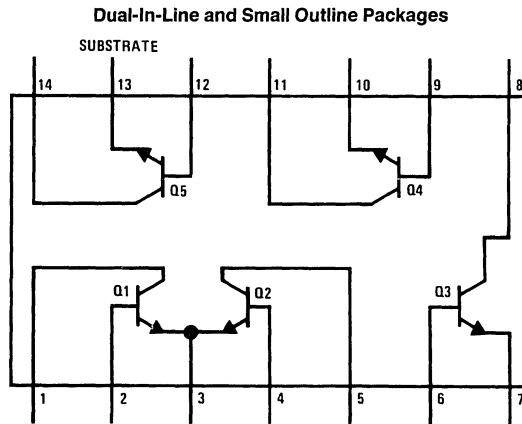 Dual-In-Line and Small Outline Packages
SUBSTRATE
14 13 12 11 10 9 8
Q5 Q4
Q1 Q2 Q3
1 2 3 4 5 6 7